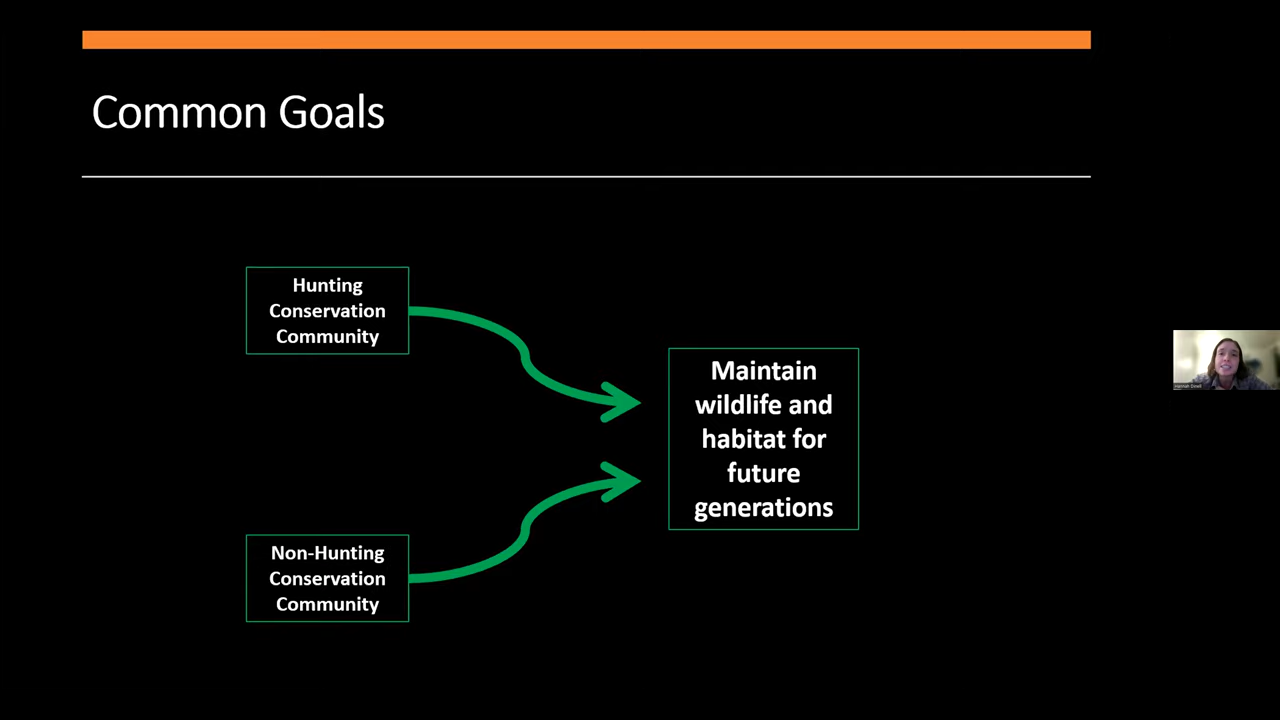 Common Goals
Hunting
Conservation
Community
Maintain
wildlife and
habitat for
future
generations
Non-Hunting
Conservation
Community